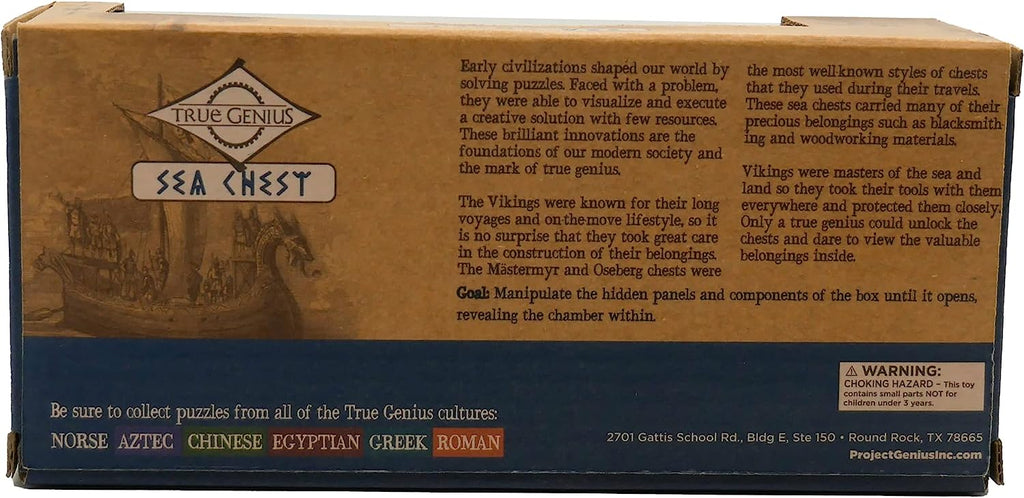 TRUE GENIUS
SEA CHEST
Early civilizations shaped our world by
solving puzzles. Faced with a problem,
they were able to visualize and execute
a creative solution with few resources.
These brilliant innovations are the
foundations of our modern society and
the mark of true genius.
The Vikings were known for their long
voyages and on-the-move lifestyle, so it
is no surprise that they took great care
in the construction of their belongings.
The Mästermyr and Oseberg chests were
the most well-known styles of chests
that they used during their travels.
These sea chests carried many of their
precious belongings such as blacksmith
ing and woodworking materials.
Vikings were masters of the sea and
land so they took their tools with them
everywhere and protected them closely.
Only a true genius could unlock the
chests and dare to view the valuable
belongings inside.
Goal: Manipulate the hidden panels and components of the box until it opens,
revealing the chamber within.
⚠ WARNING:
CHOKING HAZARD – This toy
contains small parts NOT for
children under 3 years.
Be sure to collect puzzles from all of the True Genius cultures:
NORSE AZTEC CHINESE EGYPTIAN GREEK ROMAN
2701 Gattis School Rd., Bldg E, Ste 150 • Round Rock, TX 78665
ProjectGeniusInc.com